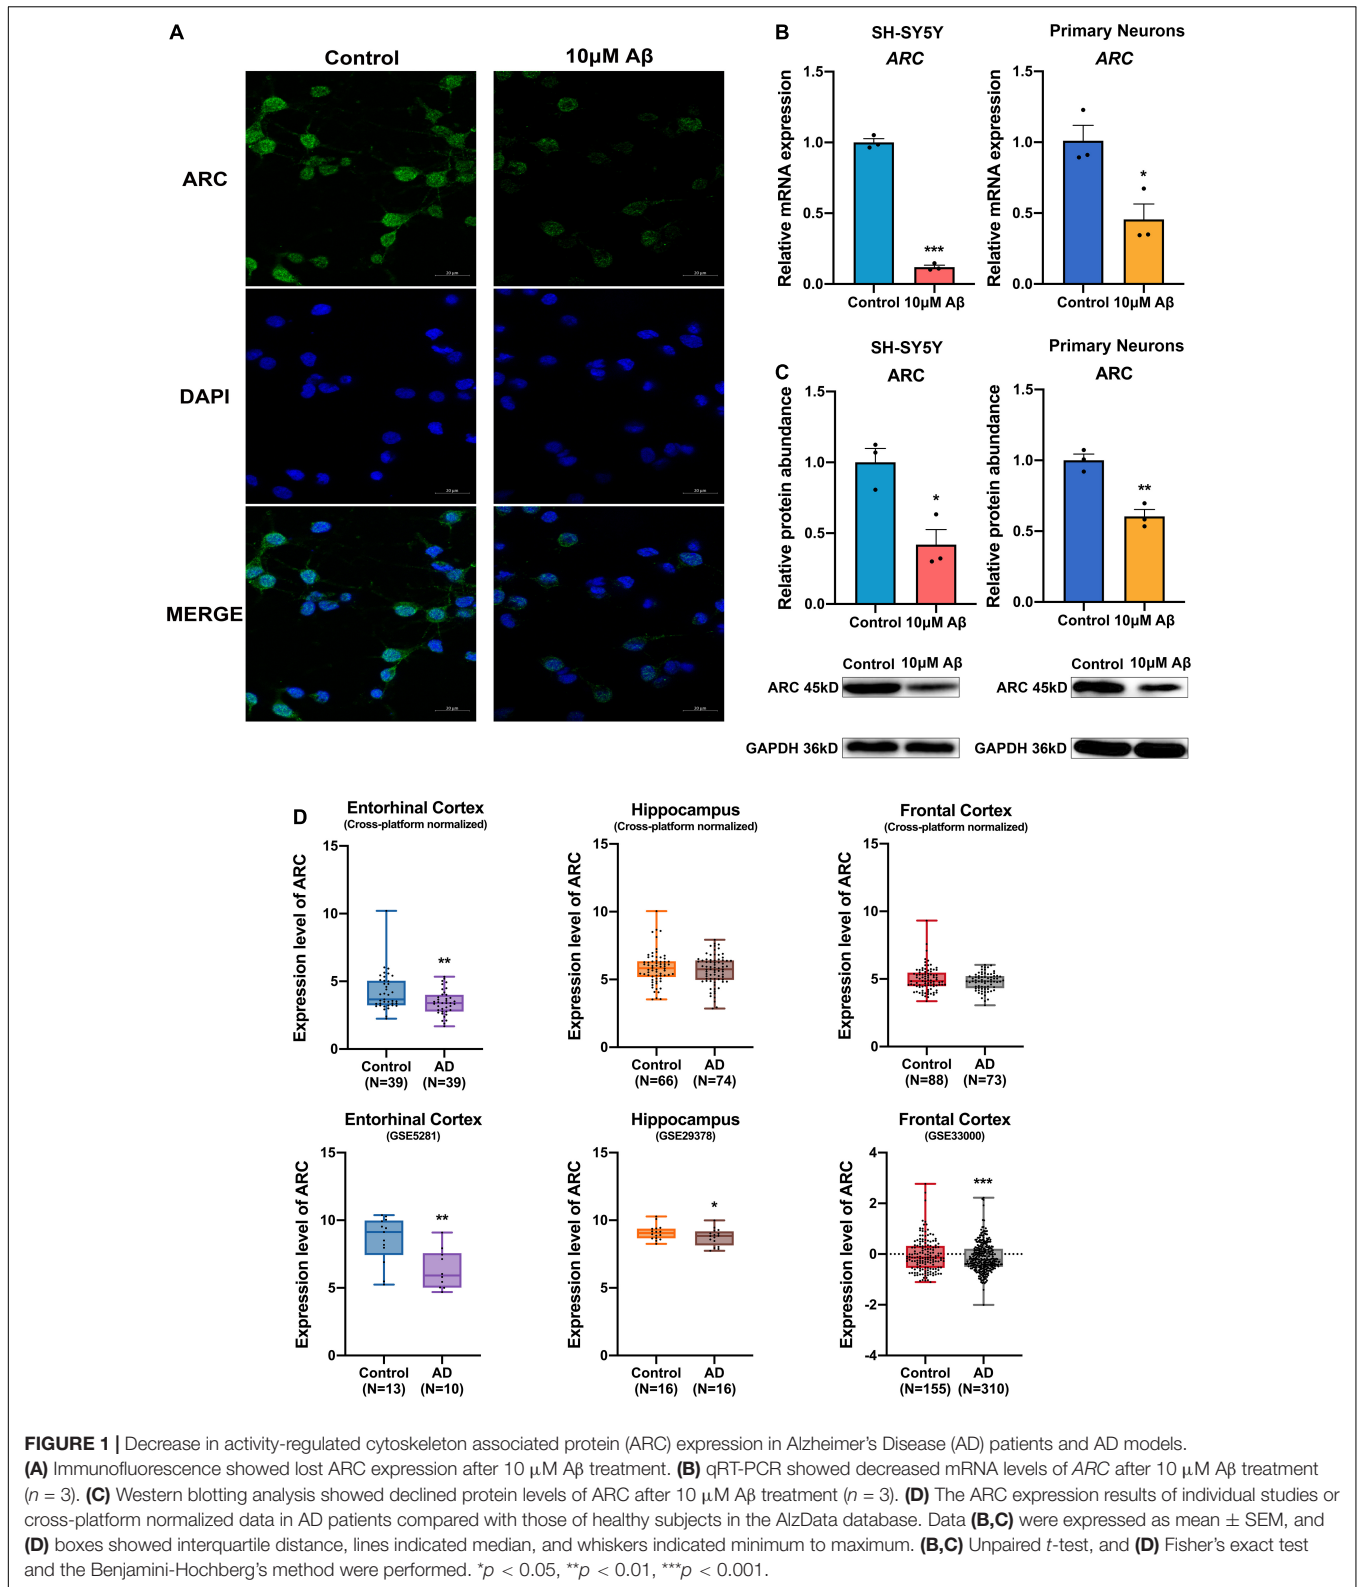 A
Control
10μM Aβ
ARC
20 μm
20 μm
DAPI
20 μm
20 μm
MERGE
20 μm
20 μm
B
SH-SY5Y
ARC
Relative mRNA expression
1.5
1.0
0.5
0.0
***
Control 10μM Aβ
Primary Neurons
ARC
Relative mRNA expression
1.5
1.0
0.5
0.0
*
Control 10μM Aβ
C
SH-SY5Y
ARC
Relative protein abundance
1.5
1.0
0.5
0.0
*
Control 10μM Aβ
Primary Neurons
ARC
Relative protein abundance
1.5
1.0
0.5
0.0
**
Control 10μM Aβ
Control 10μM Aβ
ARC 45kD
GAPDH 36kD
Control 10μM Aβ
ARC 45kD
GAPDH 36kD
D
Entorhinal Cortex
(Cross-platform normalized)
Expression level of ARC
15
10
5
0
**
Control AD
(N=39) (N=39)
Hippocampus
(Cross-platform normalized)
Expression level of ARC
15
10
5
0
Control AD
(N=66) (N=74)
Frontal Cortex
(Cross-platform normalized)
Expression level of ARC
15
10
5
0
Control AD
(N=88) (N=73)
Entorhinal Cortex
(GSE5281)
Expression level of ARC
15
10
5
0
**
Control AD
(N=13) (N=10)
Hippocampus
(GSE29378)
Expression level of ARC
15
10
5
0
*
Control AD
(N=16) (N=16)
Frontal Cortex
(GSE33000)
Expression level of ARC
4
2
0
-2
-4
***
Control AD
(N=155) (N=310)
FIGURE 1 | Decrease in activity-regulated cytoskeleton associated protein (ARC) expression in Alzheimer's Disease (AD) patients and AD models.
(A) Immunofluorescence showed lost ARC expression after 10 μM Aβ treatment. (B) qRT-PCR showed decreased mRNA levels of ARC after 10 μM Aβ treatment
(n = 3). (C) Western blotting analysis showed declined protein levels of ARC after 10 μM Aβ treatment (n = 3). (D) The ARC expression results of individual studies or
cross-platform normalized data in AD patients compared with those of healthy subjects in the AlzData database. Data (B,C) were expressed as mean ± SEM, and
(D) boxes showed interquartile distance, lines indicated median, and whiskers indicated minimum to maximum. (B,C) Unpaired t-test, and (D) Fisher's exact test
and the Benjamini-Hochberg's method were performed. *p < 0.05, **p < 0.01, ***p < 0.001.